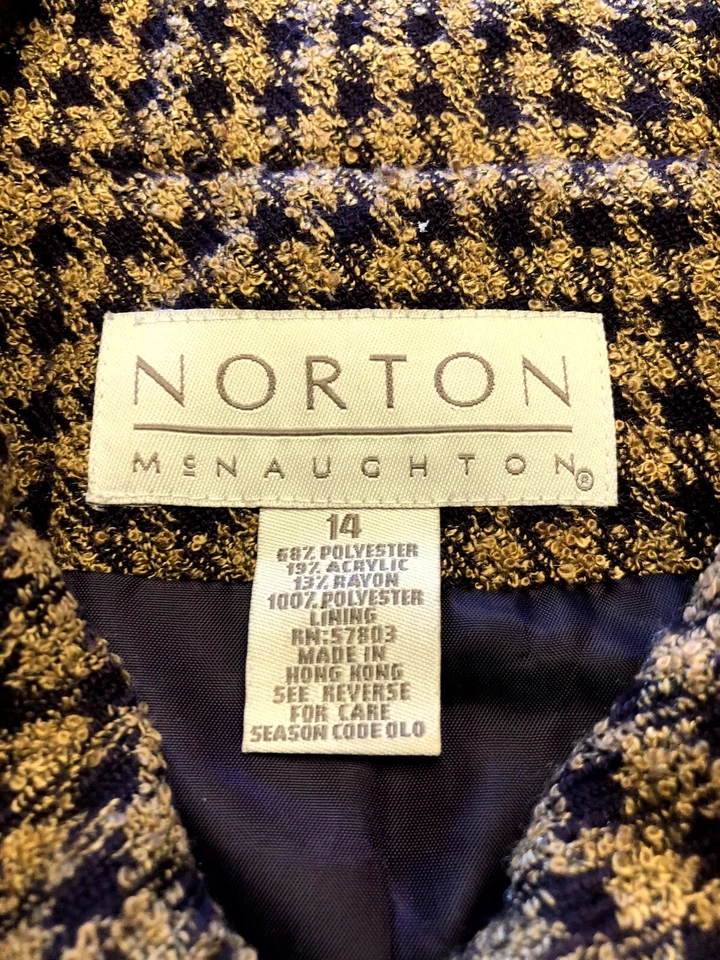 NORTON
McNAUGHTON®
14
68% POLYESTER
19% ACRYLIC
13% RAYON
100% POLYESTER
LINING
RN:57803
MADE IN
HONG KONG
SEE REVERSE
FOR CARE
SEASON CODE OLO